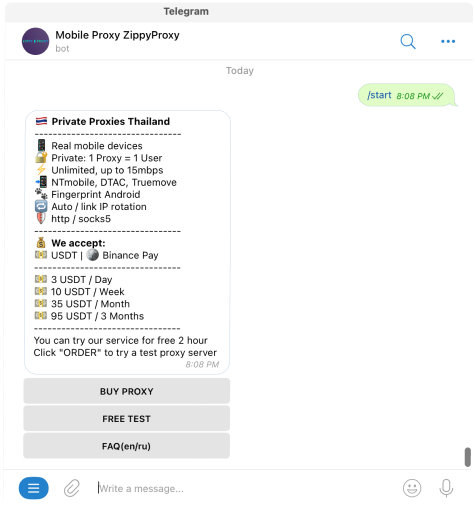 Telegram
Mobile Proxy ZippyProxy
bot
Today
/start 8:08 PM
Private Proxies Thailand
--------------------------------
Real mobile devices
Private: 1 Proxy = 1 User
Unlimited, up to 15mbps
NTmobile, DTAC, Truemove
Fingerprint Android
Auto / link IP rotation
http / socks5
--------------------------------
We accept:
USDT | Binance Pay
--------------------------------
3 USDT / Day
10 USDT / Week
35 USDT / Month
95 USDT / 3 Months
--------------------------------
You can try our service for free 2 hour
Click "ORDER" to try a test proxy server
8:08 PM
BUY PROXY
FREE TEST
FAQ(en/ru)
Write a message...